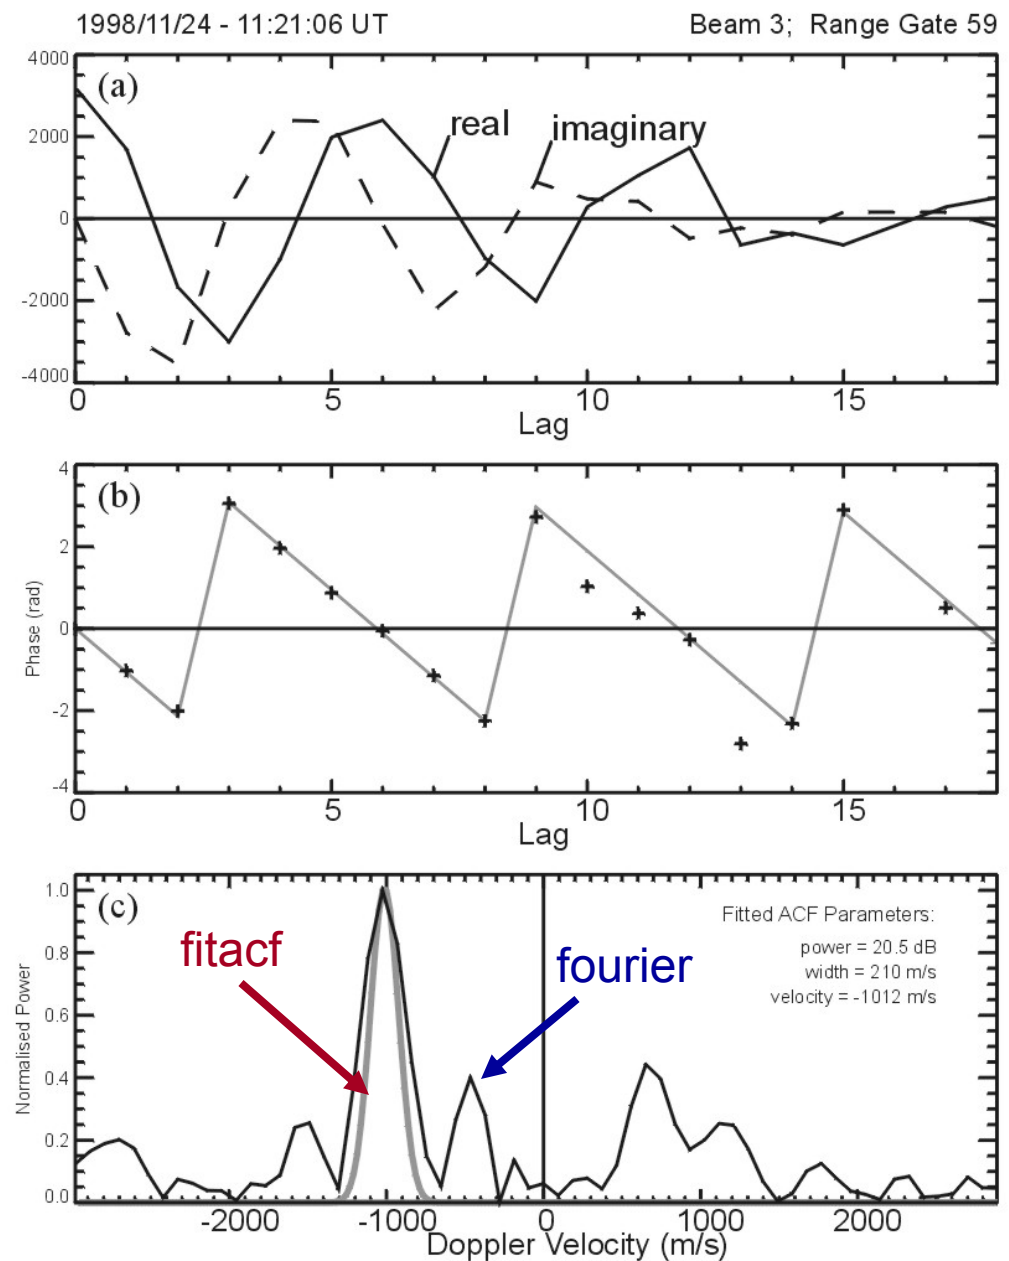 1998/11/24 - 11:21:06 UT    Beam 3;  Range Gate 59
(a)
real
imaginary
4000
2000
0
-2000
-4000
0 5 10 15
Lag
(b)
4
2
0
-2
-4
Phase (rad)
0 5 10 15
Lag
(c)
Fitted ACF Parameters:
power = 20.5 dB
width = 210 m/s
velocity = -1012 m/s
fitacf
fourier
1.0
0.8
0.6
0.4
0.2
0.0
Normalised Power
-2000 -1000 0 1000 2000
Doppler Velocity (m/s)